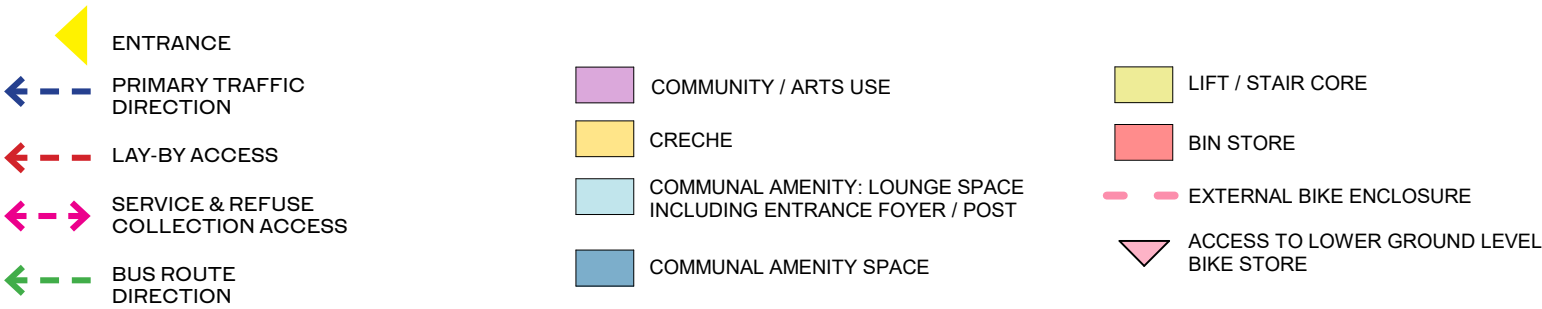 ENTRANCE
PRIMARY TRAFFIC
DIRECTION
LAY-BY ACCESS
SERVICE & REFUSE
COLLECTION ACCESS
BUS ROUTE
DIRECTION
COMMUNITY / ARTS USE
CRECHE
COMMUNAL AMENITY: LOUNGE SPACE
INCLUDING ENTRANCE FOYER / POST
COMMUNAL AMENITY SPACE
LIFT / STAIR CORE
BIN STORE
EXTERNAL BIKE ENCLOSURE
ACCESS TO LOWER GROUND LEVEL
BIKE STORE